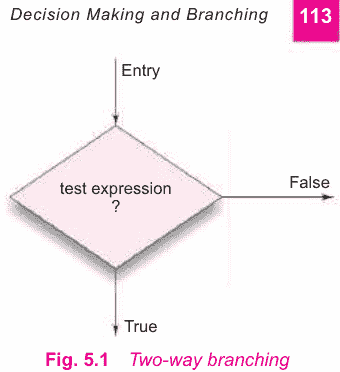 Decision Making and Branching 113
Entry
test expression
?
False
True
Fig. 5.1 Two-way branching